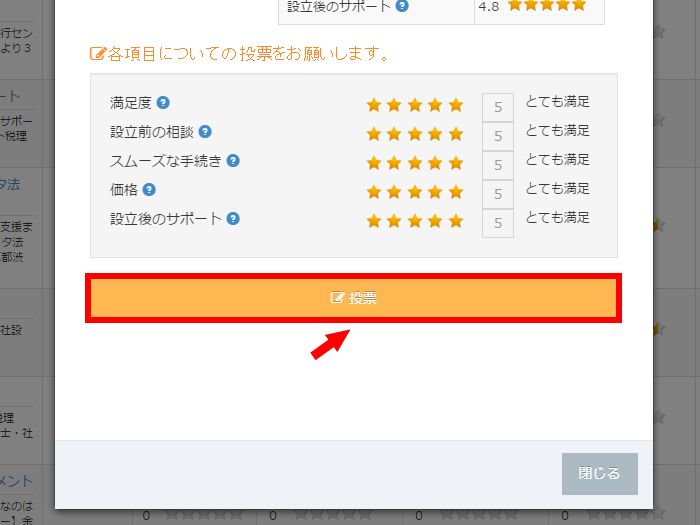 設立後のサポート 4.8
各項目についての投票をお願いします。
満足度 5 とても満足
設立前の相談 5 とても満足
スムーズな手続き 5 とても満足
価格 5 とても満足
設立後のサポート 5 とても満足
投票
閉じる
行セン
より3
ート
サポー
ト税理
タ法
支援ま
タ法
都渋
社設
税理
士・社
メント
なのは
ー】金
0 0 0 0